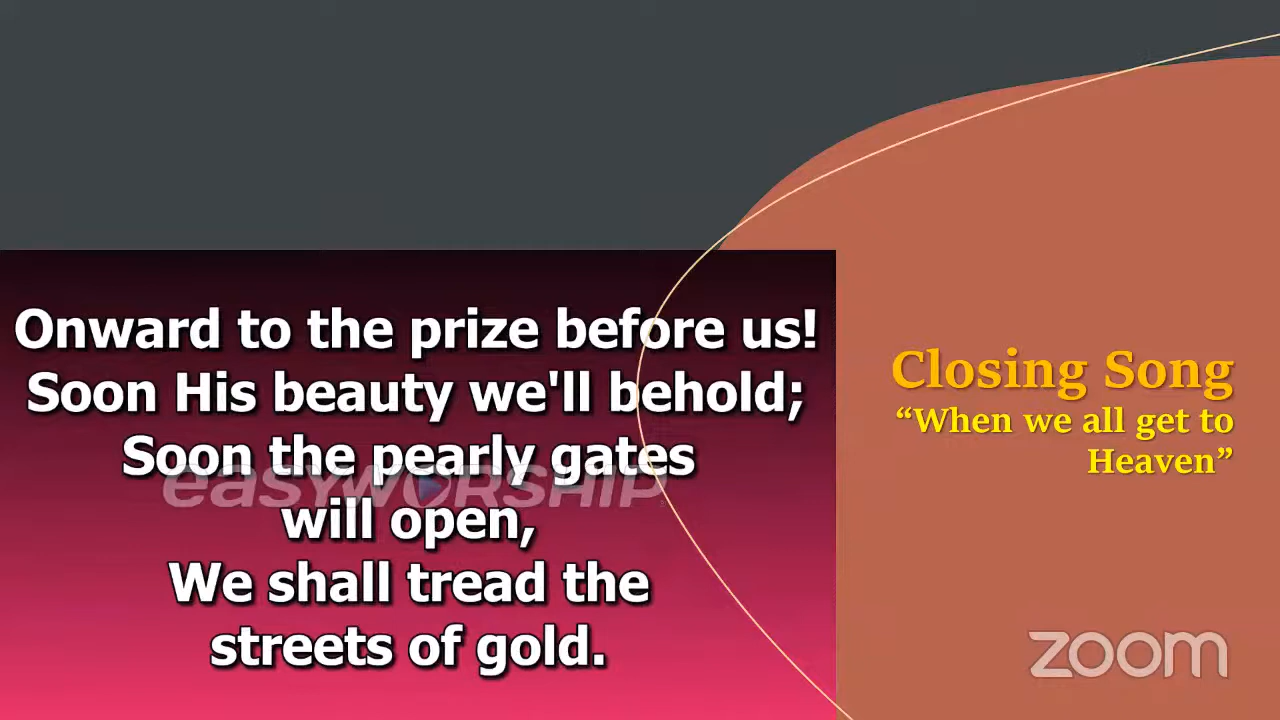 Onward to the prize before us!
Soon His beauty we'll behold;
Soon the pearly gates
will open,
We shall tread the
streets of gold.
easyworship
Closing Song
“When we all get to
Heaven”
zoom